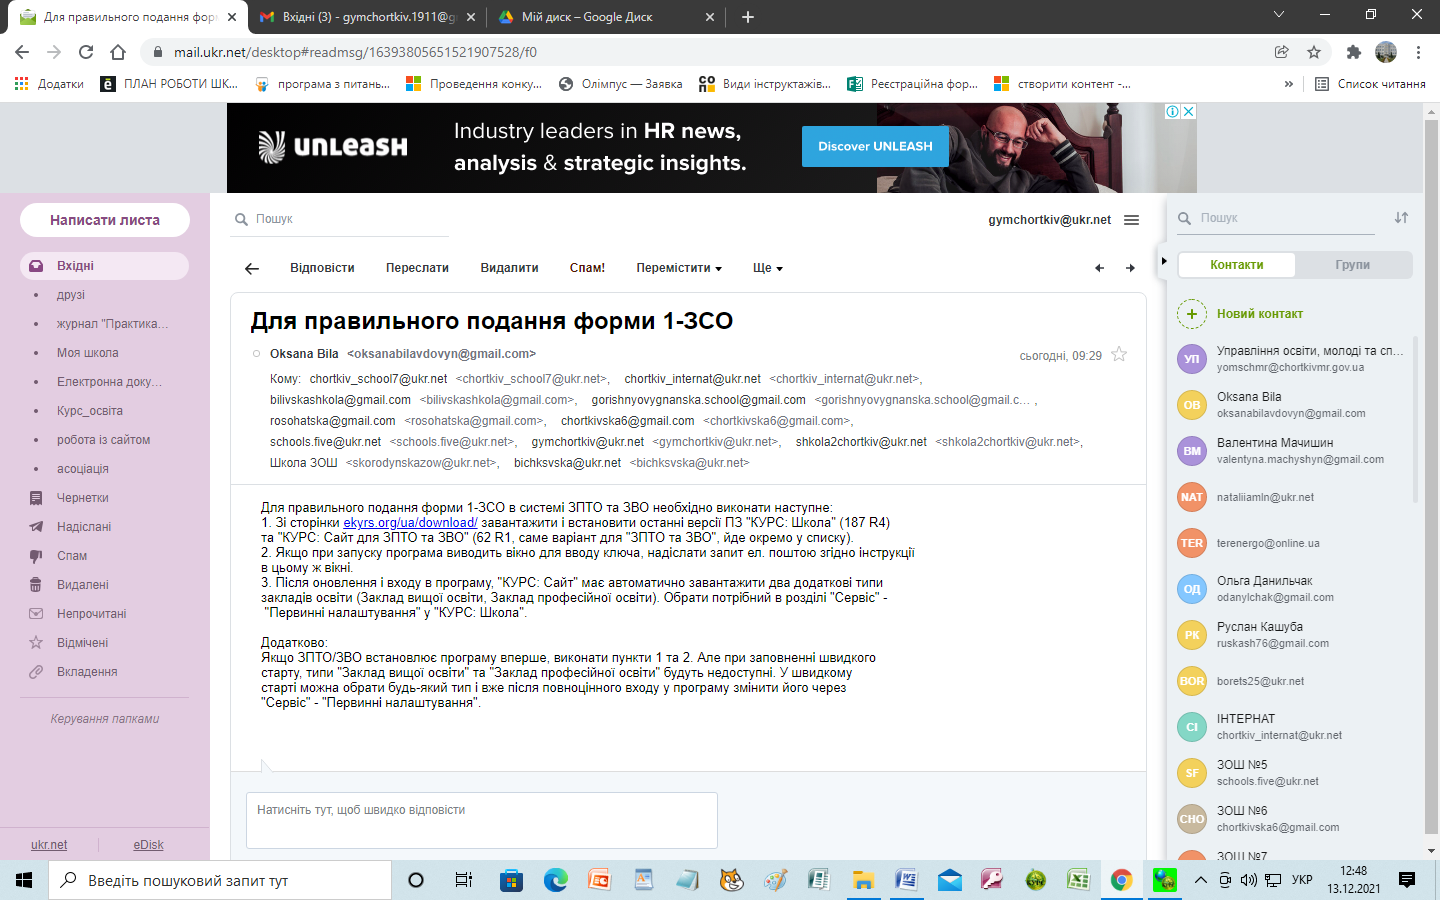 Для правильного подання фор
Вхідні (3) - gymchortkiv.1911@g
Мій диск – Google Диск
mail.ukr.net/desktop#readmsg/16393805651521907528/f0
Додатки
ПЛАН РОБОТИ ШК...
програма з питань...
Проведення конку...
Олімпус — Заявка
Види інструктажів...
Реєстраційна фор...
створити контент -...
»
Список читання
UNLEASH
Industry leaders in HR news,
analysis & strategic insights.
Discover UNLEASH
Написати листа
Пошук
gymchortkiv@ukr.net
Пошук
Вхідні
друзі
журнал "Практика...
Моя школа
Електронна доку...
Курс_освіта
робота із сайтом
асоціація
Чернетки
Надіслані
Спам
Видалені
Непрочитані
Відмічені
Вкладення
Керування папками
ukr.net
eDisk
Відповісти
Переслати
Видалити
Спам!
Перемістити
Ще
Для правильного подання форми 1-ЗСО
Oksana Bila <oksanabilavdovyn@gmail.com>
сьогодні, 09:29
Кому: chortkiv_school7@ukr.net <chortkiv_school7@ukr.net>, chortkiv_internat@ukr.net <chortkiv_internat@ukr.net>,
bilivskashkola@gmail.com <bilivskashkola@gmail.com>, gorishnyovygnanska.school@gmail.com <gorishnyovygnanska.school@gmail.c... ,
rosohatska@gmail.com <rosohatska@gmail.com>, chortkivska6@gmail.com <chortkivska6@gmail.com>,
schools.five@ukr.net <schools.five@ukr.net>, gymchortkiv@ukr.net <gymchortkiv@ukr.net>, shkola2chortkiv@ukr.net <shkola2chortkiv@ukr.net>,
Школа ЗОШ <skorodynskazow@ukr.net>, bichksvska@ukr.net <bichksvska@ukr.net>
Для правильного подання форми 1-ЗСО в системі ЗПТО та ЗВО необхідно виконати наступне:
1. Зі сторінки ekyrs.org/ua/download/ завантажити і встановити останні версії ПЗ "КУРС: Школа" (187 R4)
та "КУРС: Сайт для ЗПТО та ЗВО" (62 R1, саме варіант для "ЗПТО та ЗВО", йде окремо у списку).
2. Якщо при запуску програма виводить вікно для вводу ключа, надіслати запит ел. поштою згідно інструкції
в цьому ж вікні.
3. Після оновлення і входу в програму, "КУРС: Сайт" має автоматично завантажити два додаткові типи
закладів освіти (Заклад вищої освіти, Заклад професійної освіти). Обрати потрібний в розділі "Сервіс" -
"Первинні налаштування" у "КУРС: Школа".
Додатково:
Якщо ЗПТО/ЗВО встановлює програму вперше, виконати пункти 1 та 2. Але при заповненні швидкого
старту, типи "Заклад вищої освіти" та "Заклад професійної освіти" будуть недоступні. У швидкому
старті можна обрати будь-який тип і вже після повноцінного входу у програму змінити його через
"Сервіс" - "Первинні налаштування".
Натисніть тут, щоб швидко відповісти
Контакти
Групи
Новий контакт
УП
Управління освіти, молоді та сп...
yomschmr@chortkivmr.gov.ua
OB
Oksana Bila
oksanabilavdovyn@gmail.com
ВМ
Валентина Мачишин
valentyna.machyshyn@gmail.com
NAT
nataliiamln@ukr.net
TER
terenergo@online.ua
ОД
Ольга Данильчак
odanylchak@gmail.com
РК
Руслан Кашуба
ruskash76@gmail.com
BOR
borets25@ukr.net
CI
ІНТЕРНАТ
chortkiv_internat@ukr.net
SF
ЗОШ №5
schools.five@ukr.net
CHO
ЗОШ №6
chortkivska6@gmail.com
ЗОШ №7
Введіть пошуковий запит тут
УКР
12:48
13.12.2021